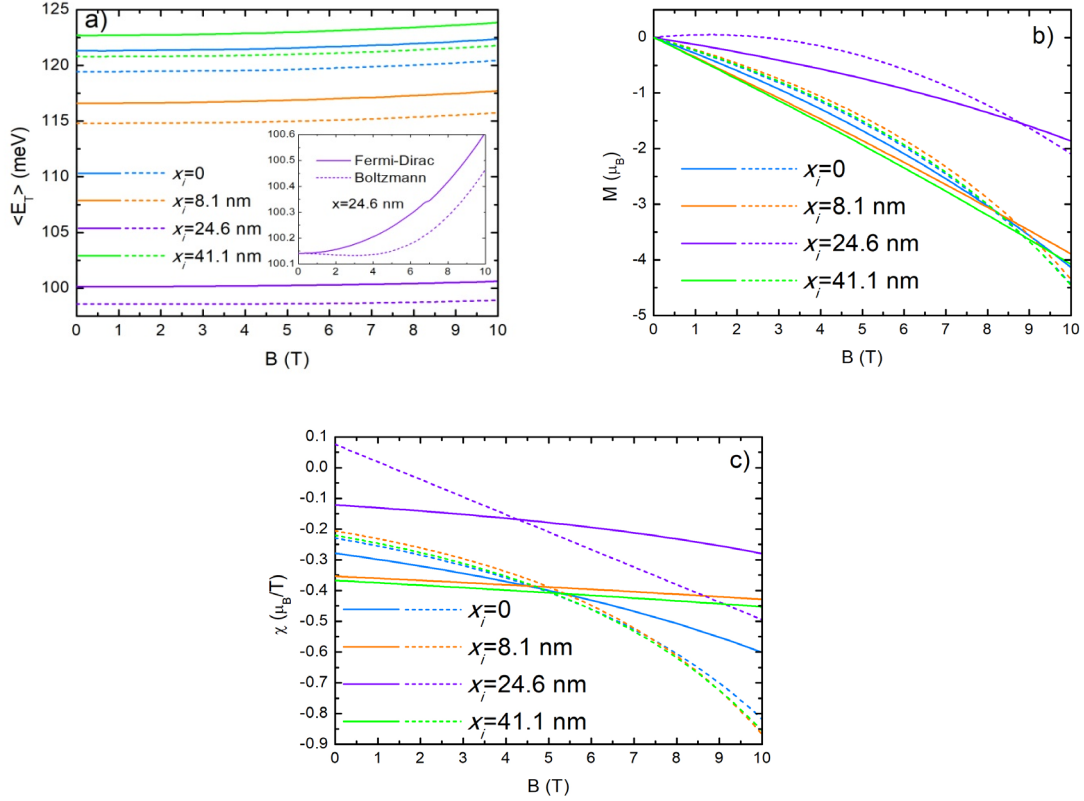 a)
125
120
115
110
105
100
<E_T> (meV)
x_i=0
x_i=8.1 nm
x_i=24.6 nm
x_i=41.1 nm
100.6
100.5
100.4
100.3
100.2
100.1
Fermi-Dirac
Boltzmann
x=24.6 nm
0 2 4 6 8 10
0 1 2 3 4 5 6 7 8 9 10
B (T)
b)
0
-1
-2
-3
-4
-5
M (μ_B)
x_i=0
x_i=8.1 nm
x_i=24.6 nm
x_i=41.1 nm
0 1 2 3 4 5 6 7 8 9 10
B (T)
c)
0.1
0.0
-0.1
-0.2
-0.3
-0.4
-0.5
-0.6
-0.7
-0.8
-0.9
χ (μ_B/T)
x_i=0
x_i=8.1 nm
x_i=24.6 nm
x_i=41.1 nm
0 1 2 3 4 5 6 7 8 9 10
B (T)